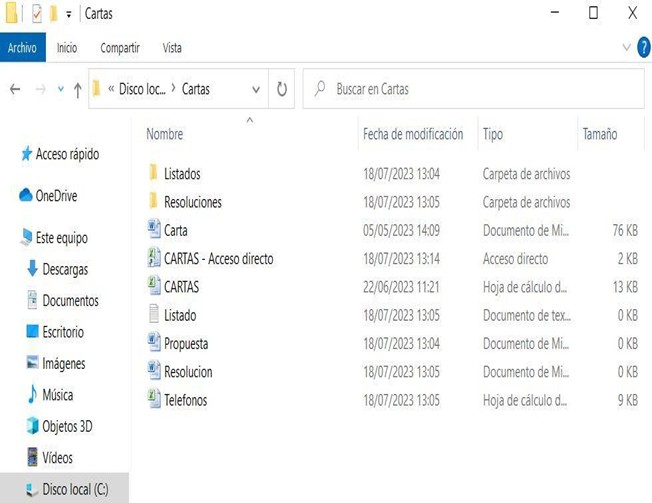 Cartas
Archivo Inicio Compartir Vista
« Disco loc... > Cartas Buscar en Cartas
Nombre Fecha de modificación Tipo Tamaño
Acceso rápido
OneDrive
Este equipo
Descargas
Documentos
Escritorio
Imágenes
Música
Objetos 3D
Vídeos
Disco local (C:)
Listados 18/07/2023 13:04 Carpeta de archivos
Resoluciones 18/07/2023 13:05 Carpeta de archivos
Carta 05/05/2023 14:09 Documento de Mi... 76 KB
CARTAS - Acceso directo 18/07/2023 13:14 Acceso directo 2 KB
CARTAS 22/06/2023 11:21 Hoja de cálculo d... 13 KB
Listado 18/07/2023 13:05 Documento de tex... 0 KB
Propuesta 18/07/2023 13:04 Documento de Mi... 0 KB
Resolucion 18/07/2023 13:05 Documento de Mi... 0 KB
Telefonos 18/07/2023 13:05 Hoja de cálculo d... 9 KB